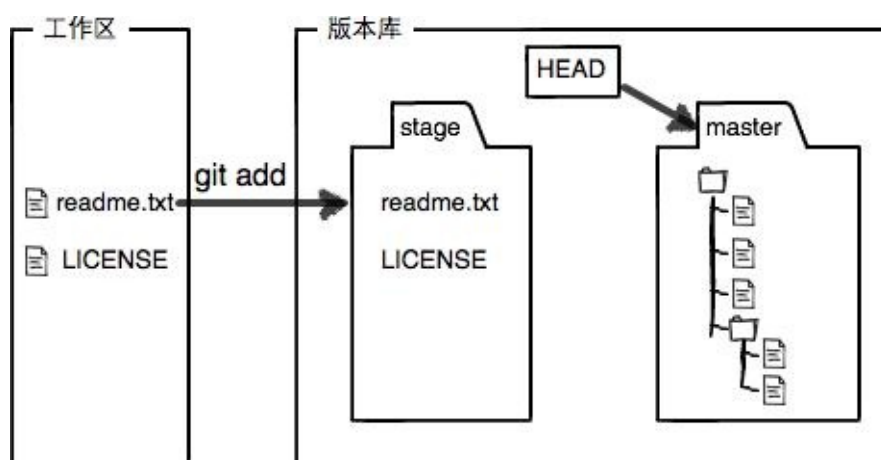 工作区
版本库
HEAD
stage
master
git add
readme.txt
readme.txt
LICENSE
LICENSE